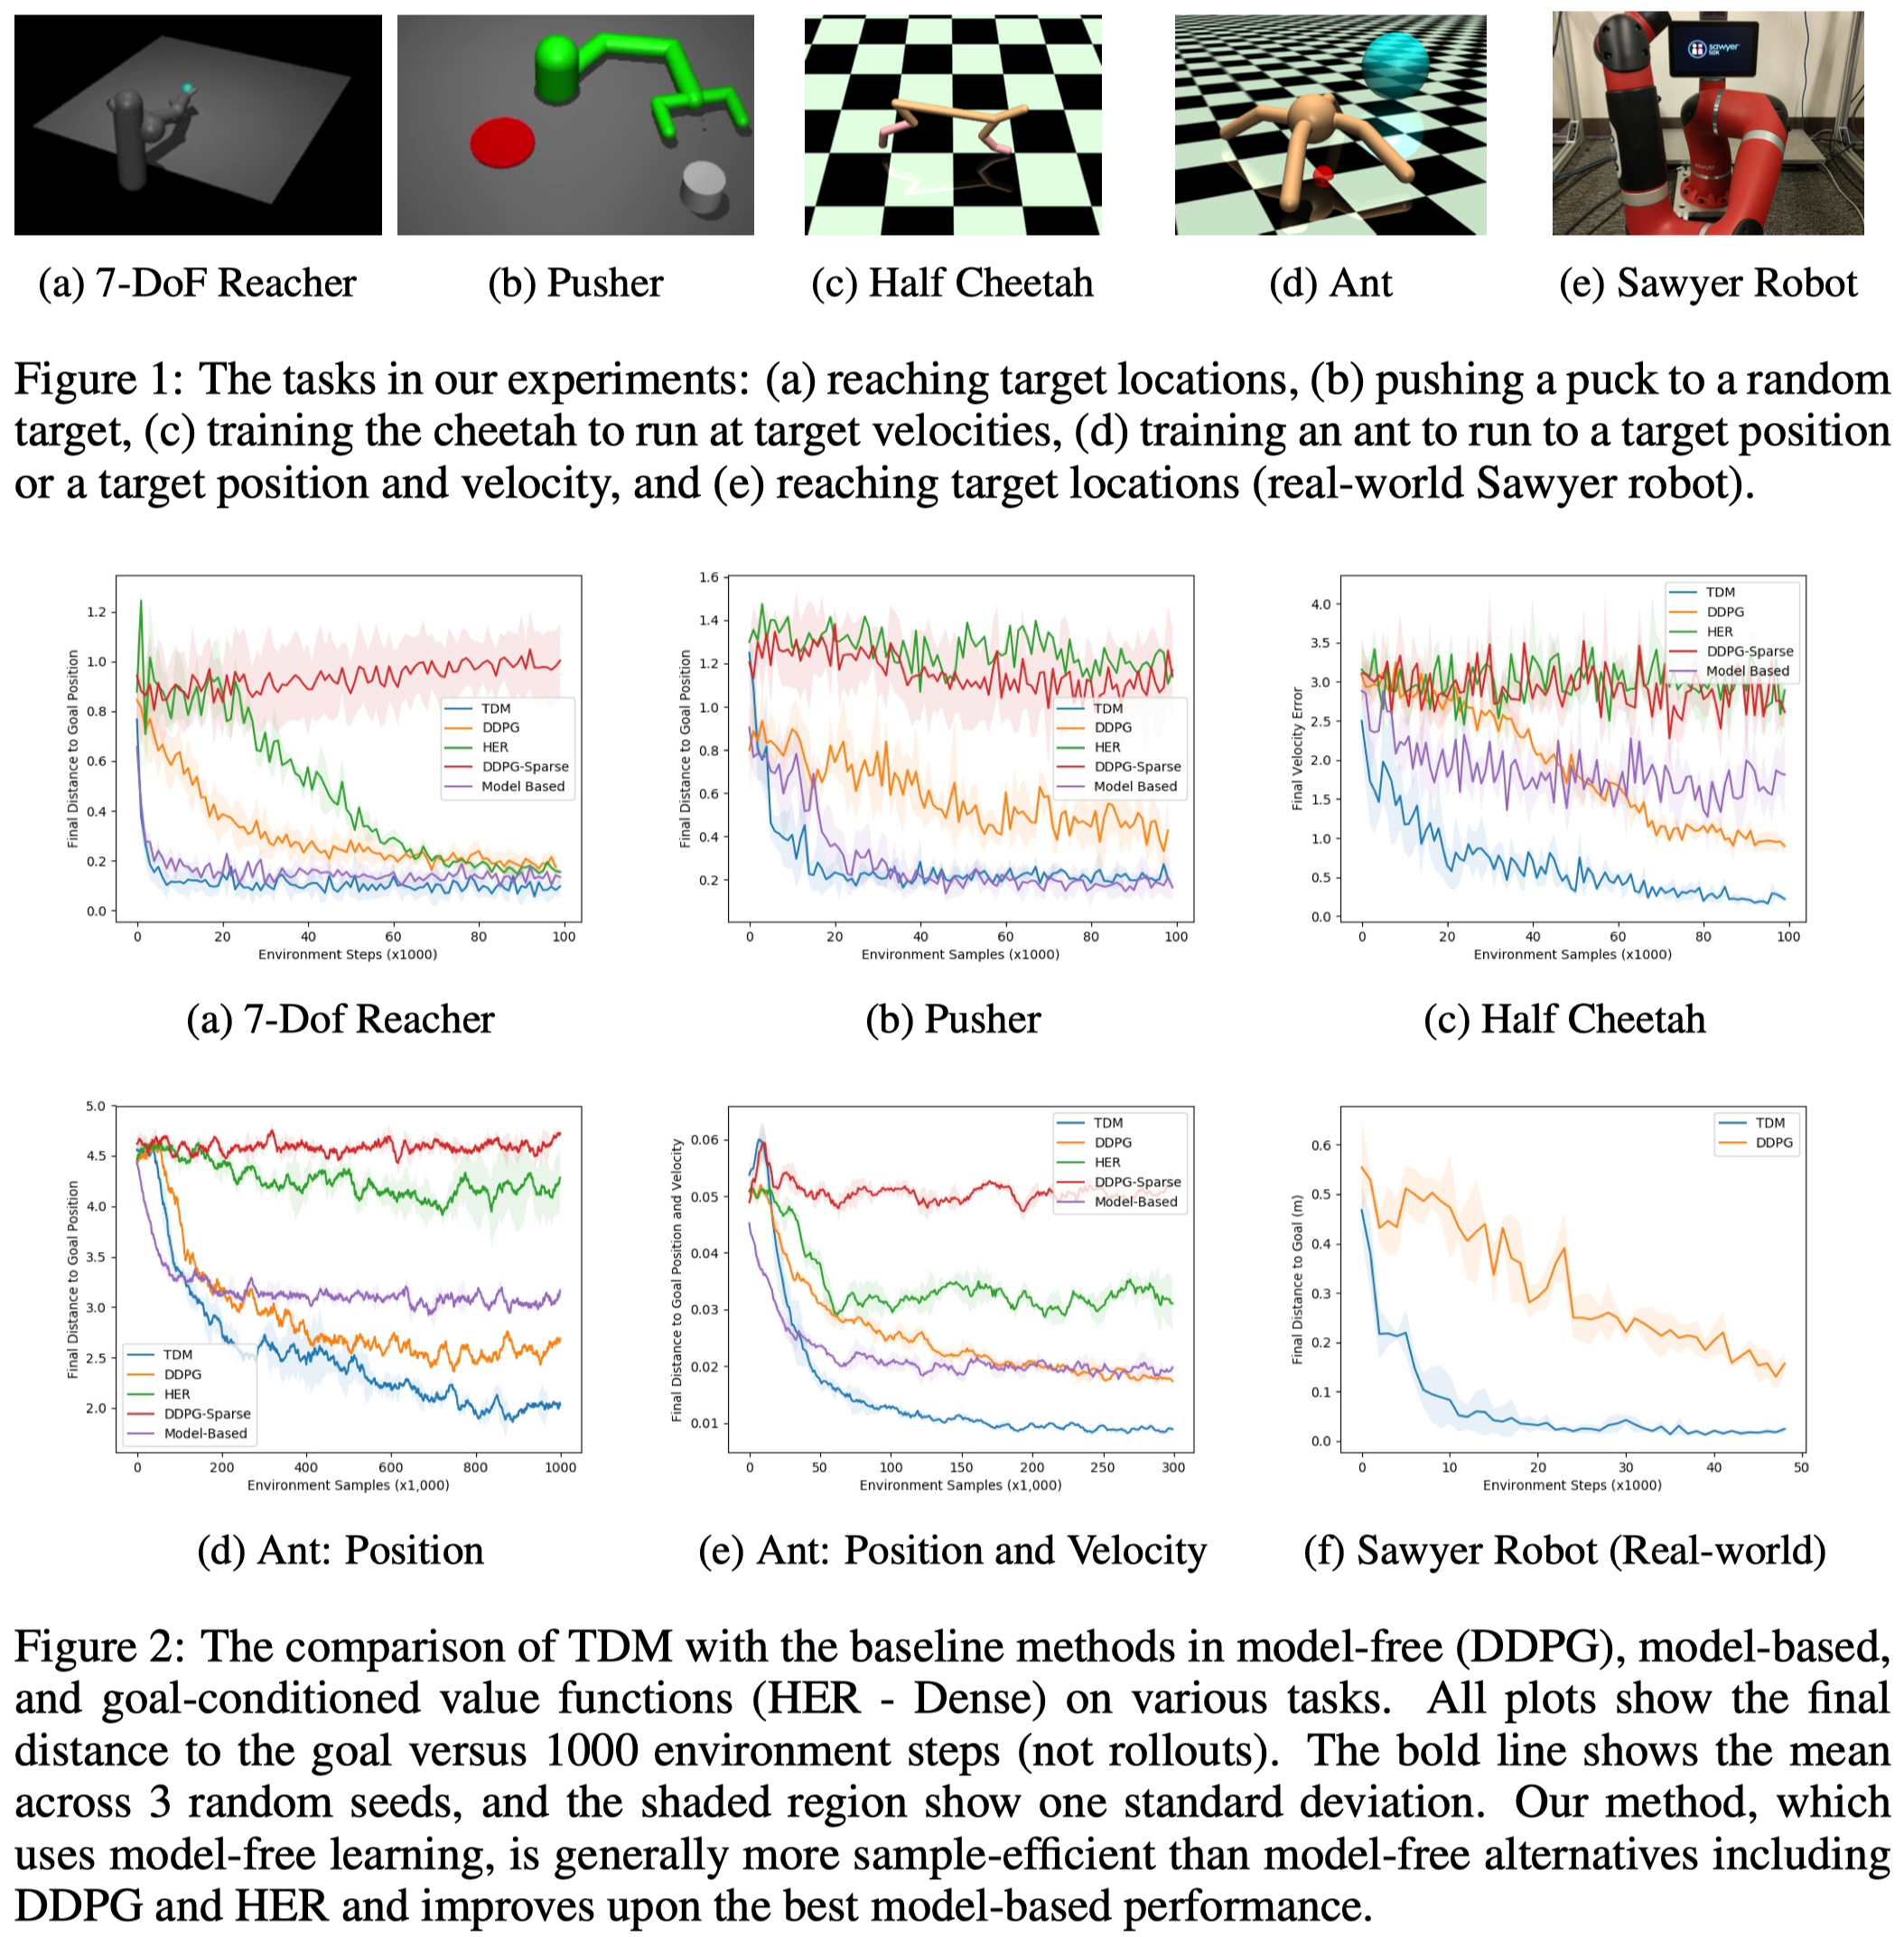 sawyer
SDK
(a) 7-DoF Reacher
(b) Pusher
(c) Half Cheetah
(d) Ant
(e) Sawyer Robot
Figure 1: The tasks in our experiments: (a) reaching target locations, (b) pushing a puck to a random
target, (c) training the cheetah to run at target velocities, (d) training an ant to run to a target position
or a target position and velocity, and (e) reaching target locations (real-world Sawyer robot).
Final Distance to Goal Position
1.2
1.0
0.8
0.6
0.4
0.2
0.0
TDM
DDPG
HER
DDPG-Sparse
Model Based
0 20 40 60 80 100
Environment Steps (x1000)
(a) 7-Dof Reacher
Final Distance to Goal Position
1.6
1.4
1.2
1.0
0.8
0.6
0.4
0.2
TDM
DDPG
HER
DDPG-Sparse
Model Based
0 20 40 60 80 100
Environment Samples (x1000)
(b) Pusher
Final Velocity Error
4.0
3.5
3.0
2.5
2.0
1.5
1.0
0.5
0.0
TDM
DDPG
HER
DDPG-Sparse
Model Based
0 20 40 60 80 100
Environment Samples (x1000)
(c) Half Cheetah
Final Distance to Goal Position
5.0
4.5
4.0
3.5
3.0
2.5
2.0
TDM
DDPG
HER
DDPG-Sparse
Model-Based
0 200 400 600 800 1000
Environment Samples (x1,000)
(d) Ant: Position
Final Distance to Goal Position and Velocity
0.06
0.05
0.04
0.03
0.02
0.01
TDM
DDPG
HER
DDPG-Sparse
Model-Based
0 50 100 150 200 250 300
Environment Samples (x1,000)
(e) Ant: Position and Velocity
Final Distance to Goal (m)
0.6
0.5
0.4
0.3
0.2
0.1
0.0
TDM
DDPG
0 10 20 30 40 50
Environment Steps (x1000)
(f) Sawyer Robot (Real-world)
Figure 2: The comparison of TDM with the baseline methods in model-free (DDPG), model-based,
and goal-conditioned value functions (HER - Dense) on various tasks. All plots show the final
distance to the goal versus 1000 environment steps (not rollouts). The bold line shows the mean
across 3 random seeds, and the shaded region show one standard deviation. Our method, which
uses model-free learning, is generally more sample-efficient than model-free alternatives including
DDPG and HER and improves upon the best model-based performance.